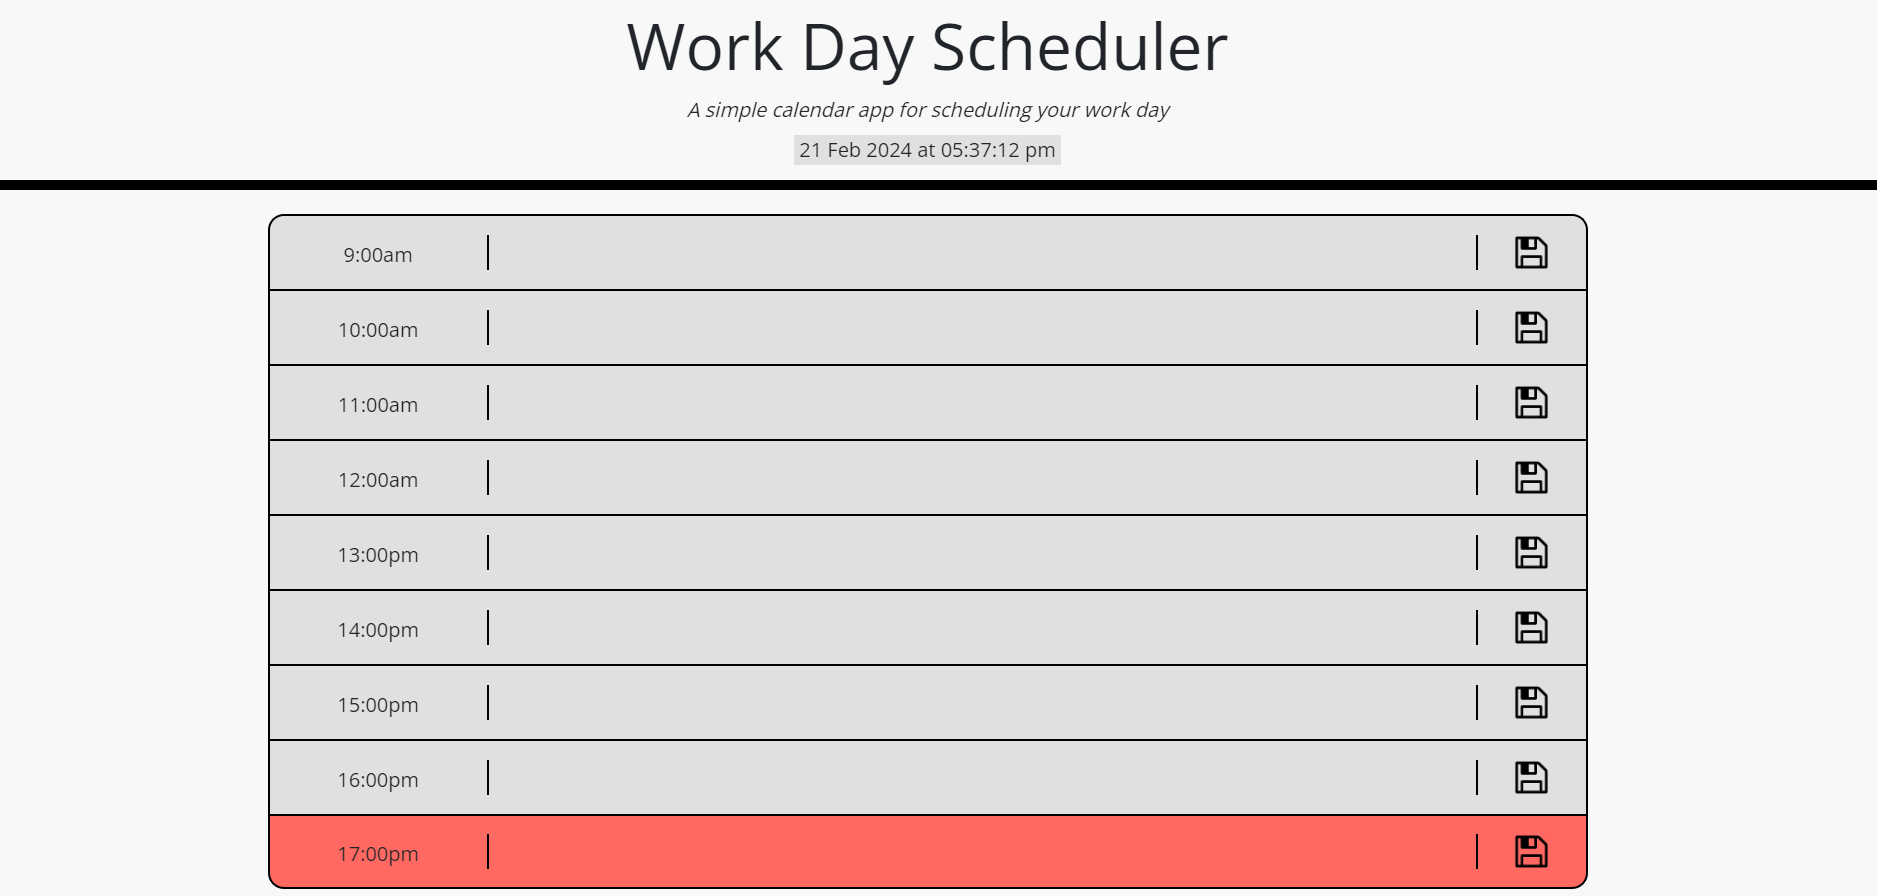 Work Day Scheduler
A simple calendar app for scheduling your work day
21 Feb 2024 at 05:37:12 pm
9:00am
10:00am
11:00am
12:00am
13:00pm
14:00pm
15:00pm
16:00pm
17:00pm